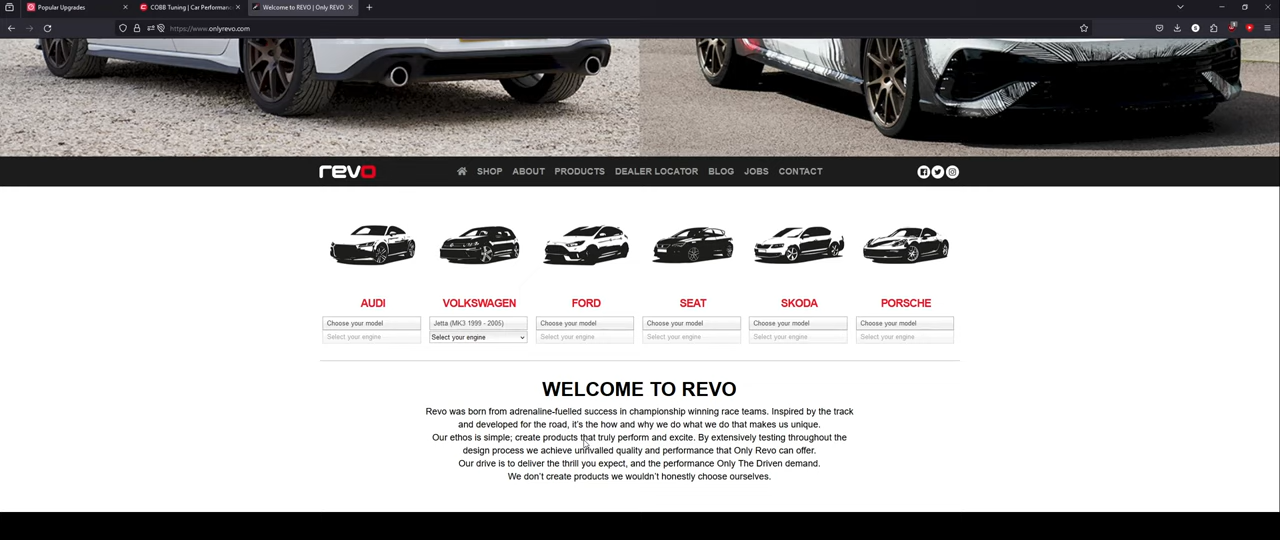 Popular Upgrades
COBB Tuning | Car Performanc
Welcome to REVO | Only REVO
https://www.onlyrevo.com
revo
SHOP ABOUT PRODUCTS DEALER LOCATOR BLOG JOBS CONTACT
AUDI VOLKSWAGEN FORD SEAT SKODA PORSCHE
Choose your model Jetta (MK3 1999 - 2005) Choose your model Choose your model Choose your model Choose your model
Select your engine Select your engine Select your engine Select your engine Select your engine Select your engine
WELCOME TO REVO
Revo was born from adrenaline-fuelled success in championship winning race teams. Inspired by the track
and developed for the road, it's the how and why we do what we do that makes us unique.
Our ethos is simple; create products that truly perform and excite. By extensively testing throughout the
design process we achieve unrivalled quality and performance that Only Revo can offer.
Our drive is to deliver the thrill you expect, and the performance Only The Driven demand.
We don't create products we wouldn't honestly choose ourselves.